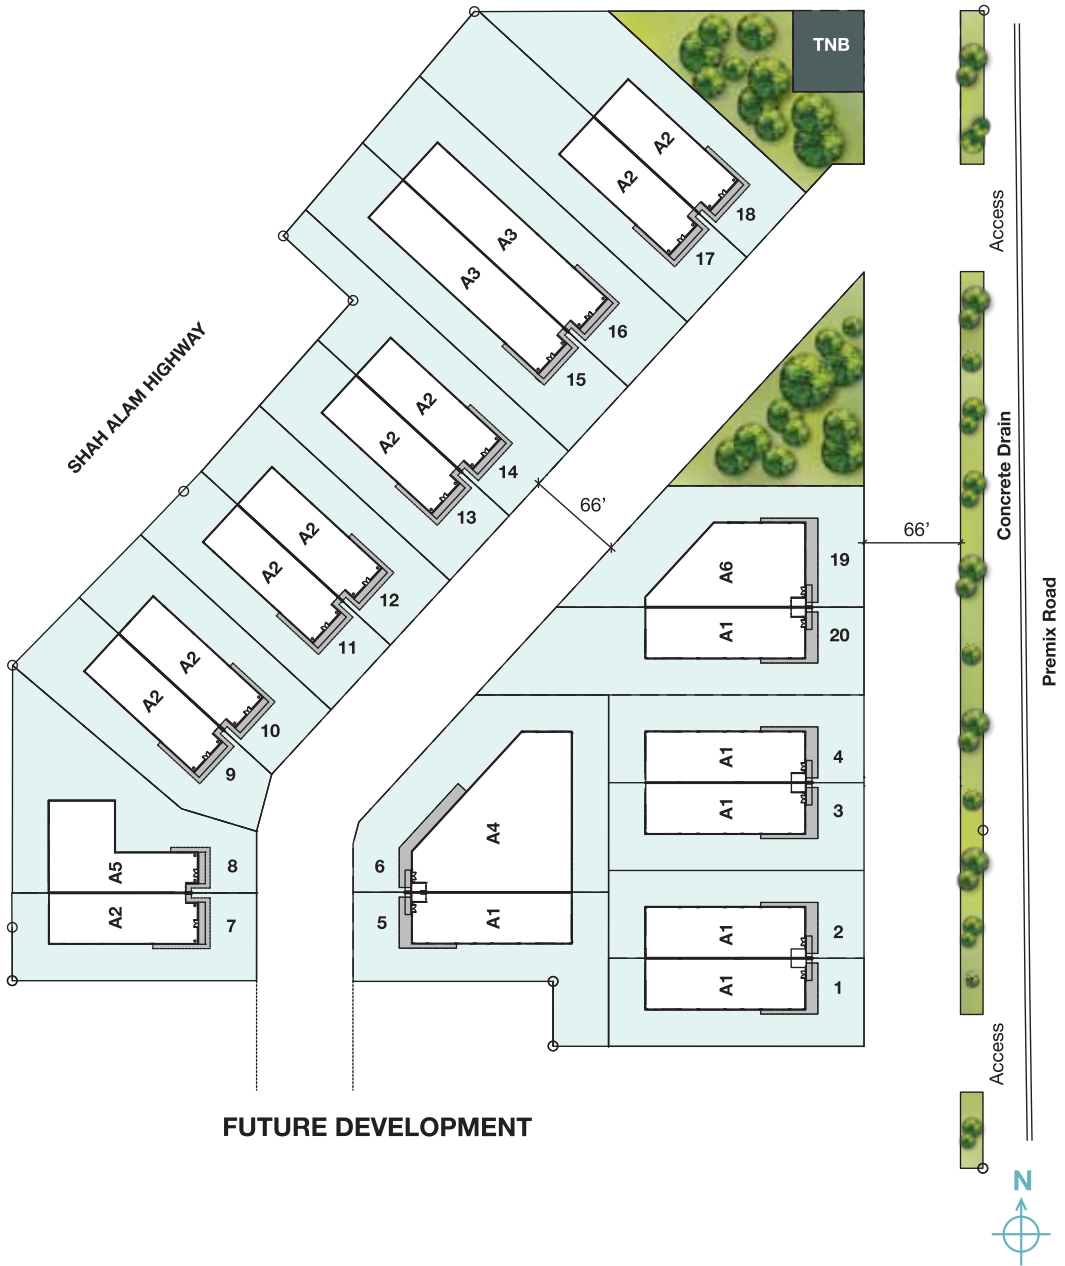 TNB
A2
A2
18
17
Access
A3
A3
16
15
SHAH ALAM HIGHWAY
A2
A2
14
13
66'
66'
Concrete Drain
Premix Road
A6
19
A1
20
A2
A2
12
11
A2
A2
10
9
A1
4
A1
3
A5
8
A2
7
6
A4
5
A1
A1
2
A1
1
Access
FUTURE DEVELOPMENT
N